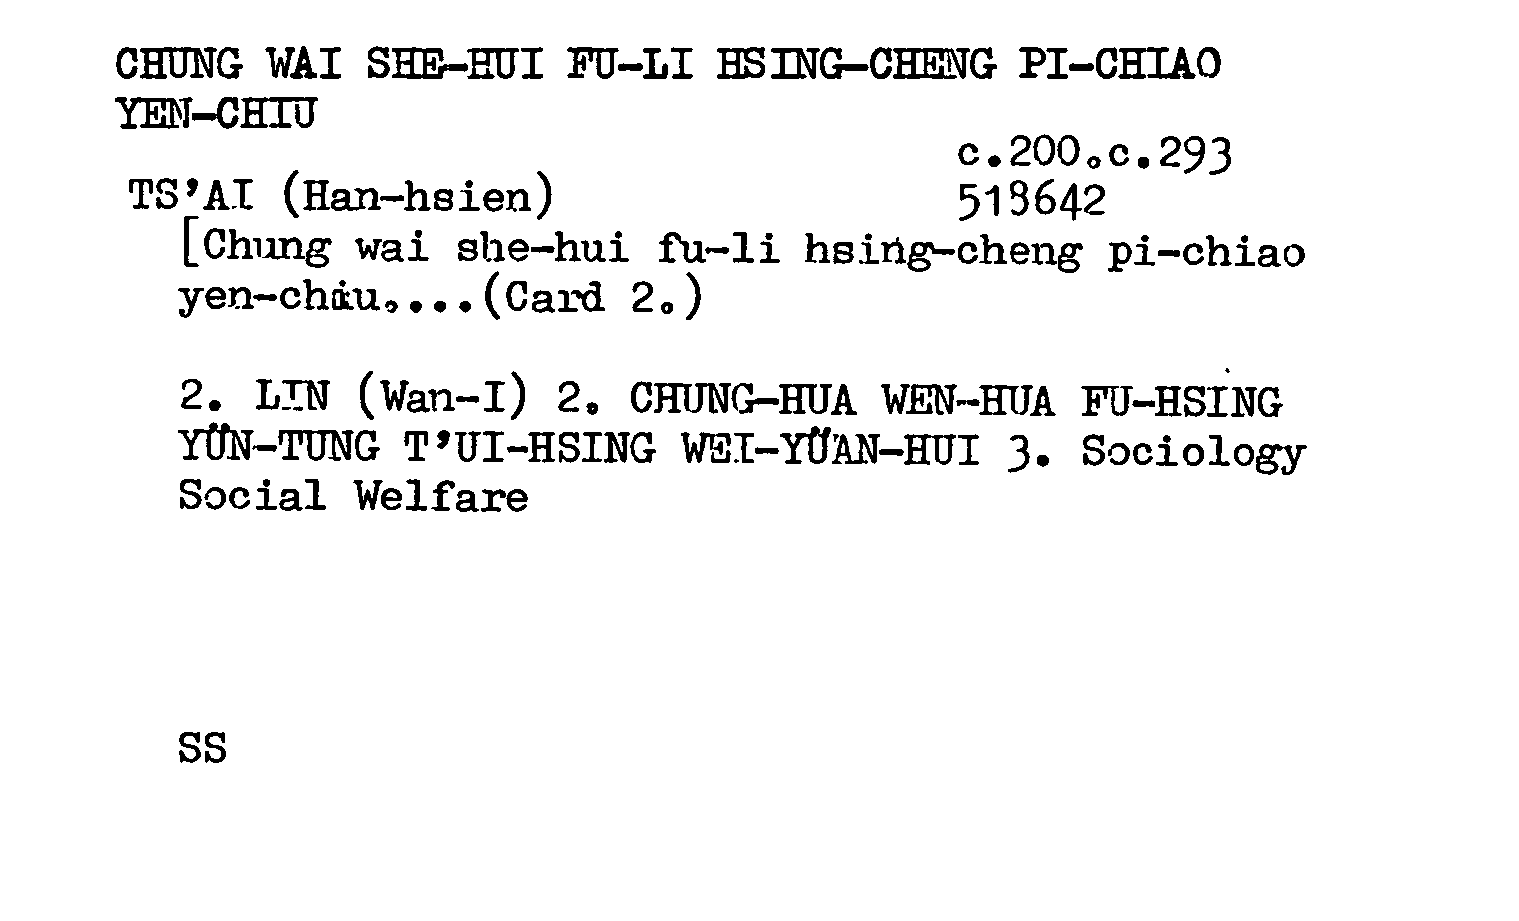 CHUNG WAI SHE-HUI FU-LI HSING-CHENG PI-CHIAO
YEN-CHIU
c.200.c.293
TS'AI (Han-hsien)
518642
[Chung wai she-hui fu-li hsing-cheng pi-chiao
yen-chiu....(Card 2.)
2. LIN (Wan-I) 2. CHUNG-HUA WEN-HUA FU-HSING
YÜN-TUNG T'UI-HSING WEI-YÜAN-HUI 3. Sociology
Social Welfare
SS